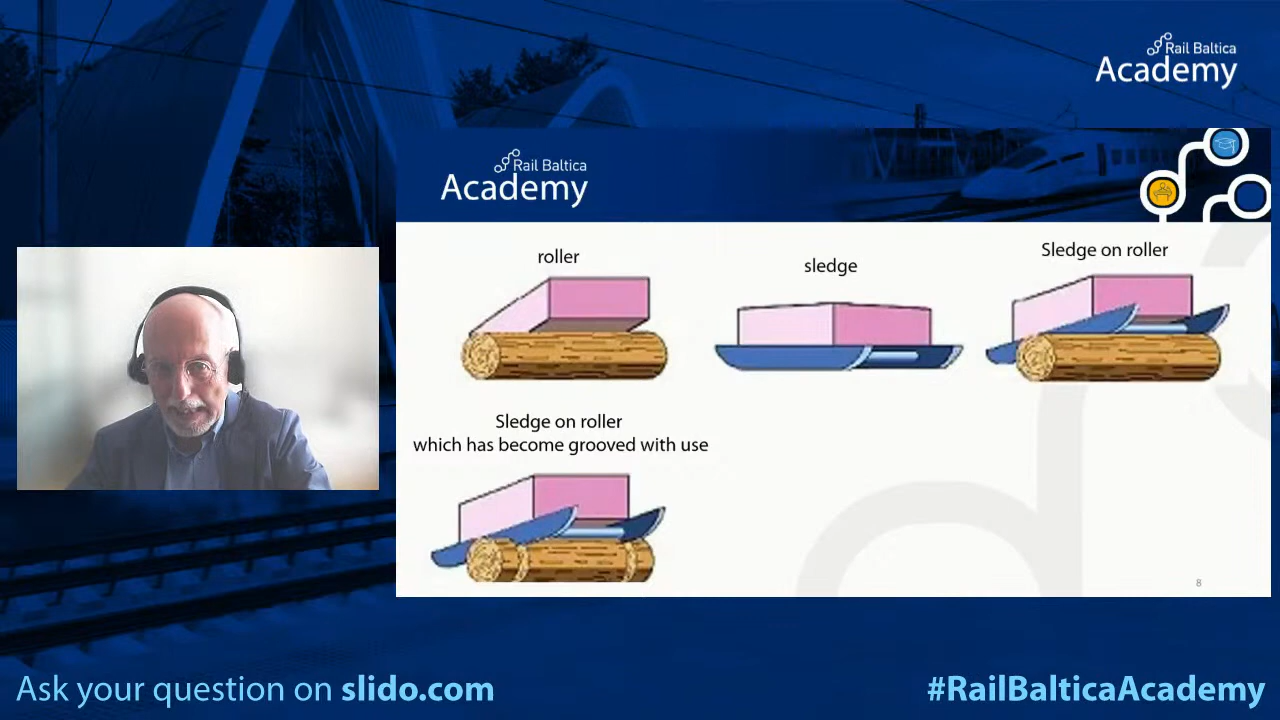 Rail Baltica
Academy
Rail Baltica
Academy
roller
sledge
Sledge on roller
Sledge on roller
which has become grooved with use
8
Ask your question on slido.com
#RailBalticaAcademy